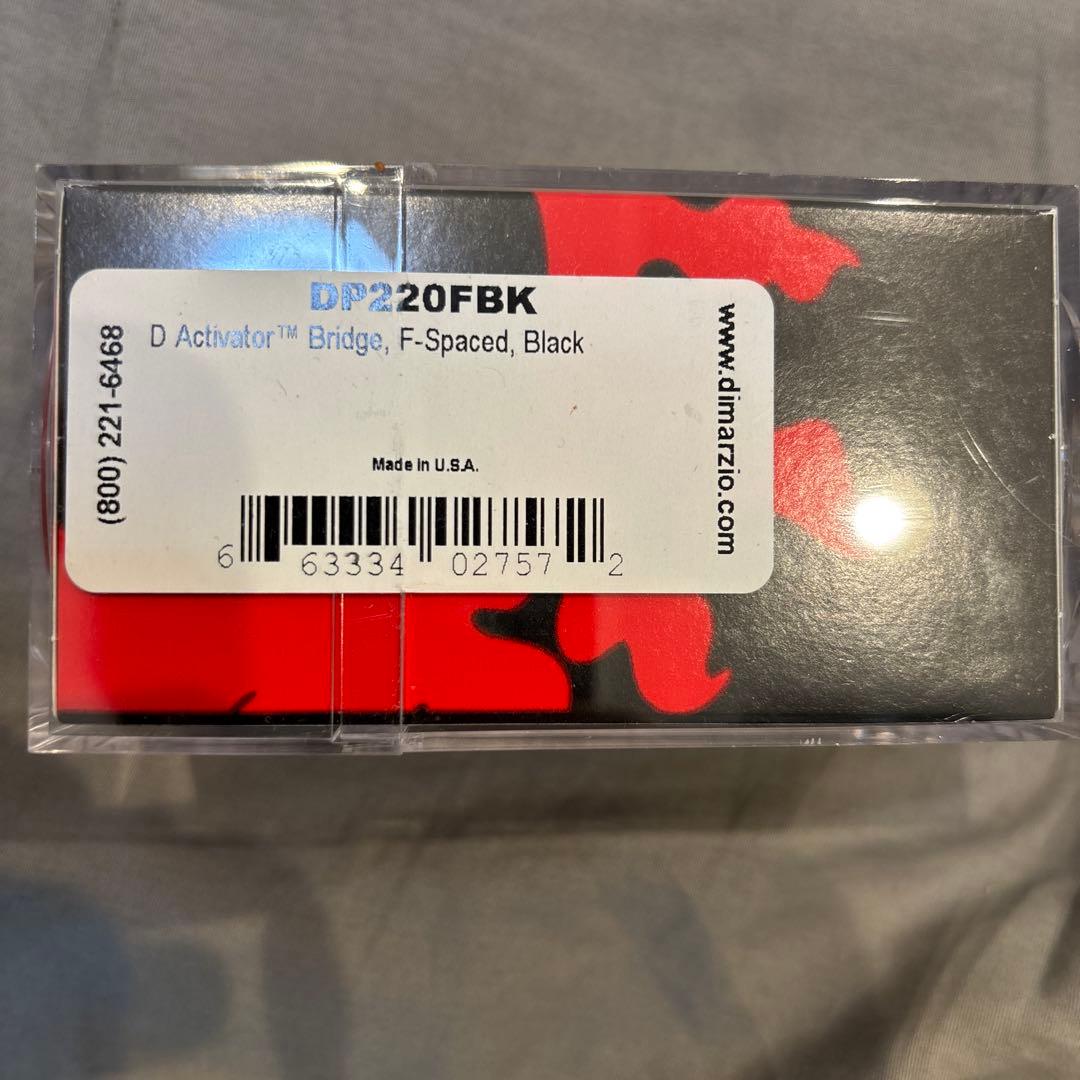 DP220FBK
D Activator™ Bridge, F-Spaced, Black
(800) 221-6468
www.dimarzio.com
Made in U.S.A.
6 63334 02757 2